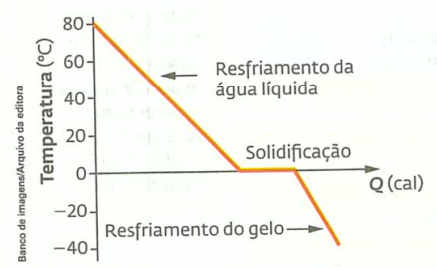 Banco de imagens/Arquivo da editora
Temperatura (°C)
80
60
40
20
0
−20
−40
Resfriamento da
água líquida
Solidificação
Q (cal)
Resfriamento do gelo